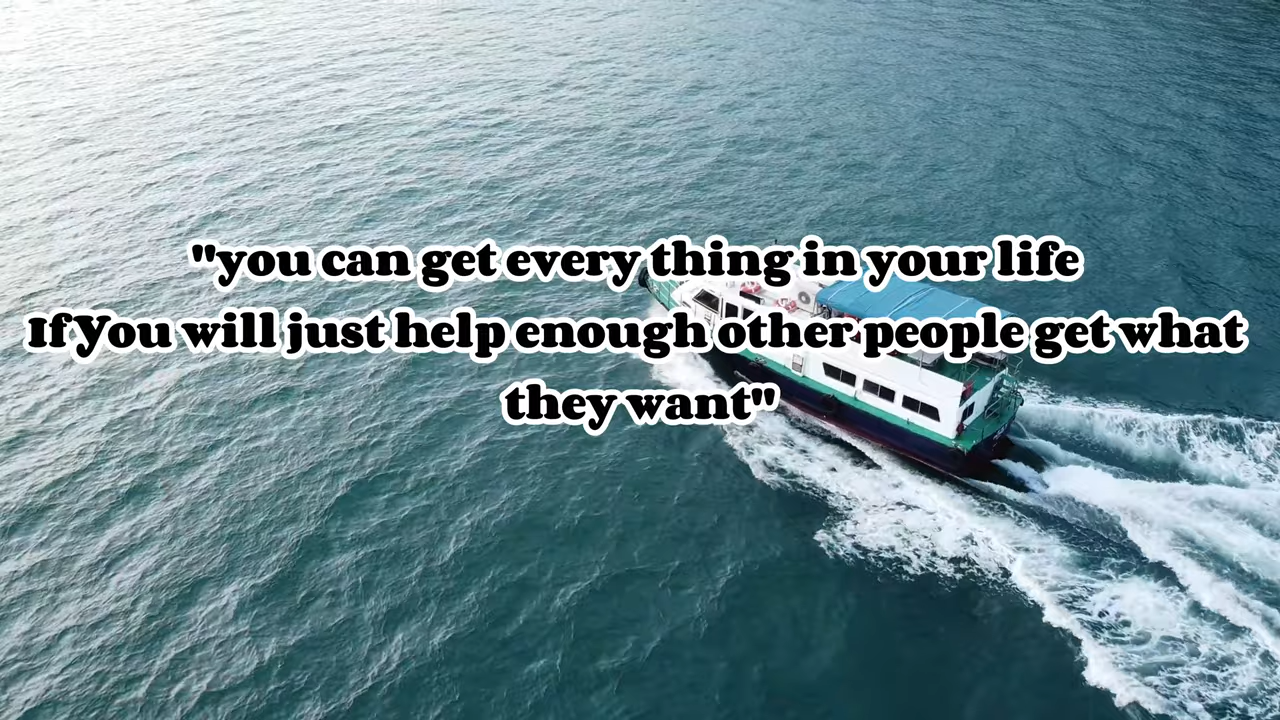 "you can get every thing in your life
If You will just help enough other people get what
they want"